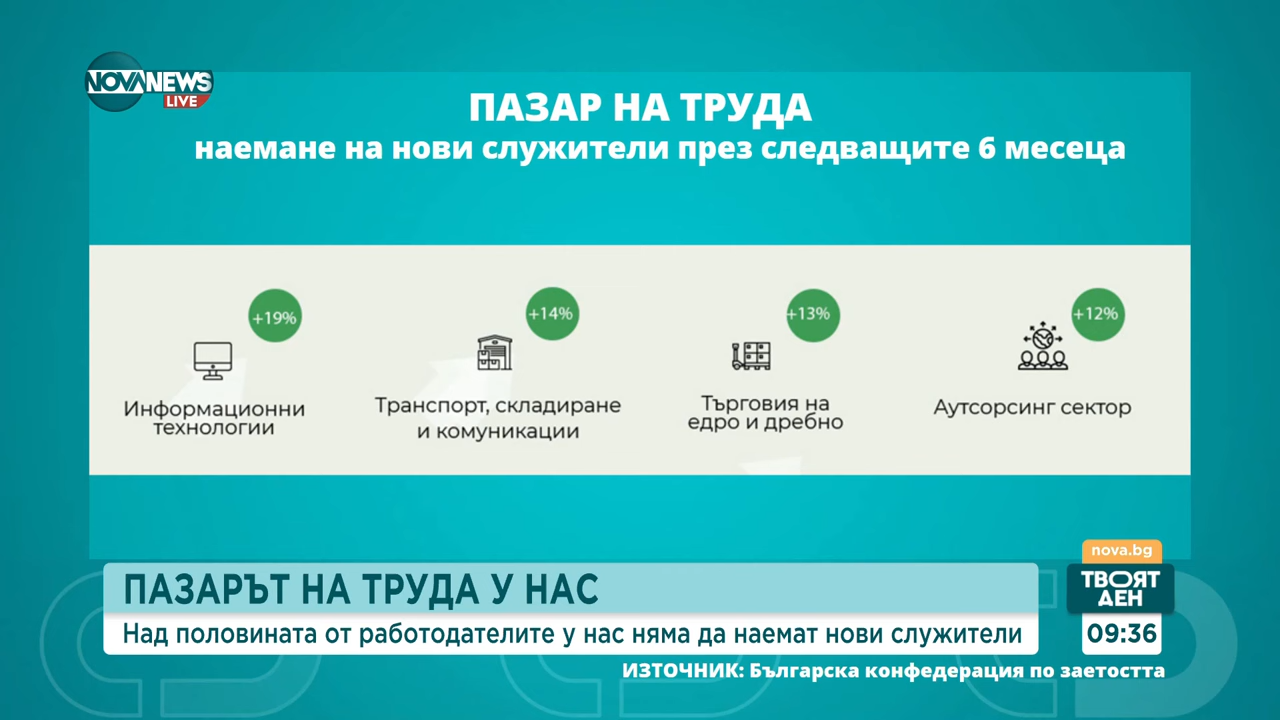 NOVANEWS
LIVE
ПАЗАР НА ТРУДА
наемане на нови служители през следващите 6 месеца
+19%
+14%
+13%
+12%
Информационни
технологии
Транспорт, складиране
и комуникации
Търговия на
едро и дребно
Аутсорсинг сектор
nova.bg
ПАЗАРЪТ НА ТРУДА У НАС
ТВОЯТ
ДЕН
Над половината от работодателите у нас няма да наемат нови служители
09:36
ИЗТОЧНИК: Българска конфедерация по заетостта